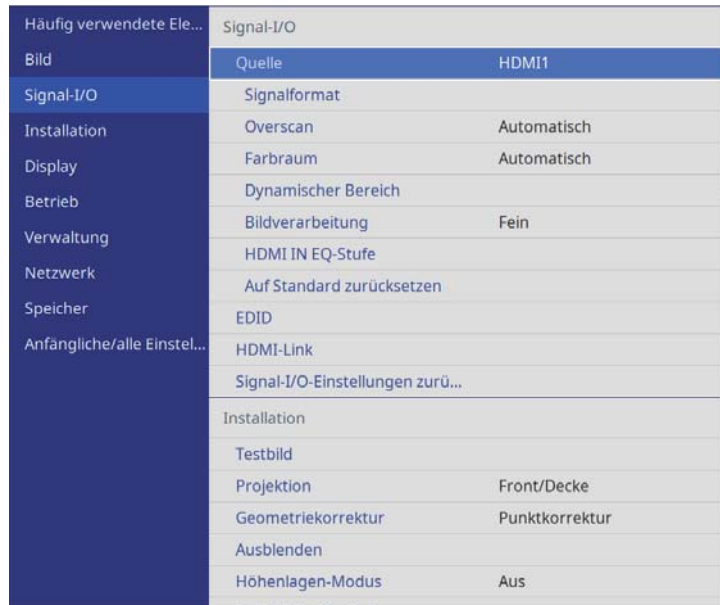 Häufig verwendete Ele...
Bild
Signal-I/O
Installation
Display
Betrieb
Verwaltung
Netzwerk
Speicher
Anfängliche/alle Einstel...
Signal-I/O
Quelle HDMI1
Signalformat
Overscan Automatisch
Farbraum Automatisch
Dynamischer Bereich
Bildverarbeitung Fein
HDMI IN EQ-Stufe
Auf Standard zurücksetzen
EDID
HDMI-Link
Signal-I/O-Einstellungen zurü...
Installation
Testbild
Projektion Front/Decke
Geometriekorrektur Punktkorrektur
Ausblenden
Höhenlagen-Modus Aus